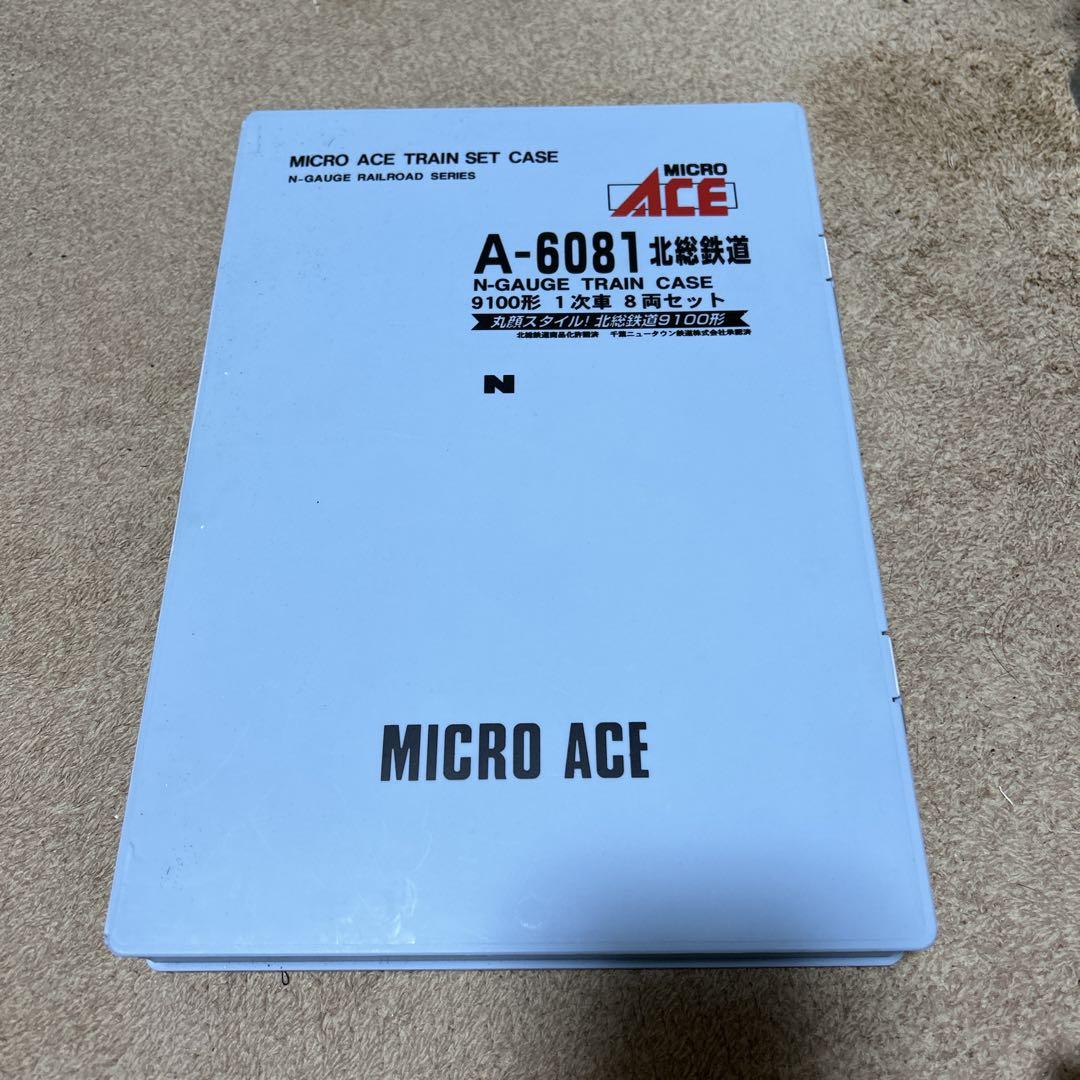 MICRO ACE TRAIN SET CASE
N-GAUGE RAILROAD SERIES
MICRO
ACE
A-6081 北総鉄道
N-GAUGE TRAIN CASE
9100形 1次車 8両セット
丸顔スタイル! 北総鉄道9100形
北総鉄道商品化許諾済 千葉ニュータウン鉄道株式会社承認済
N
MICRO ACE